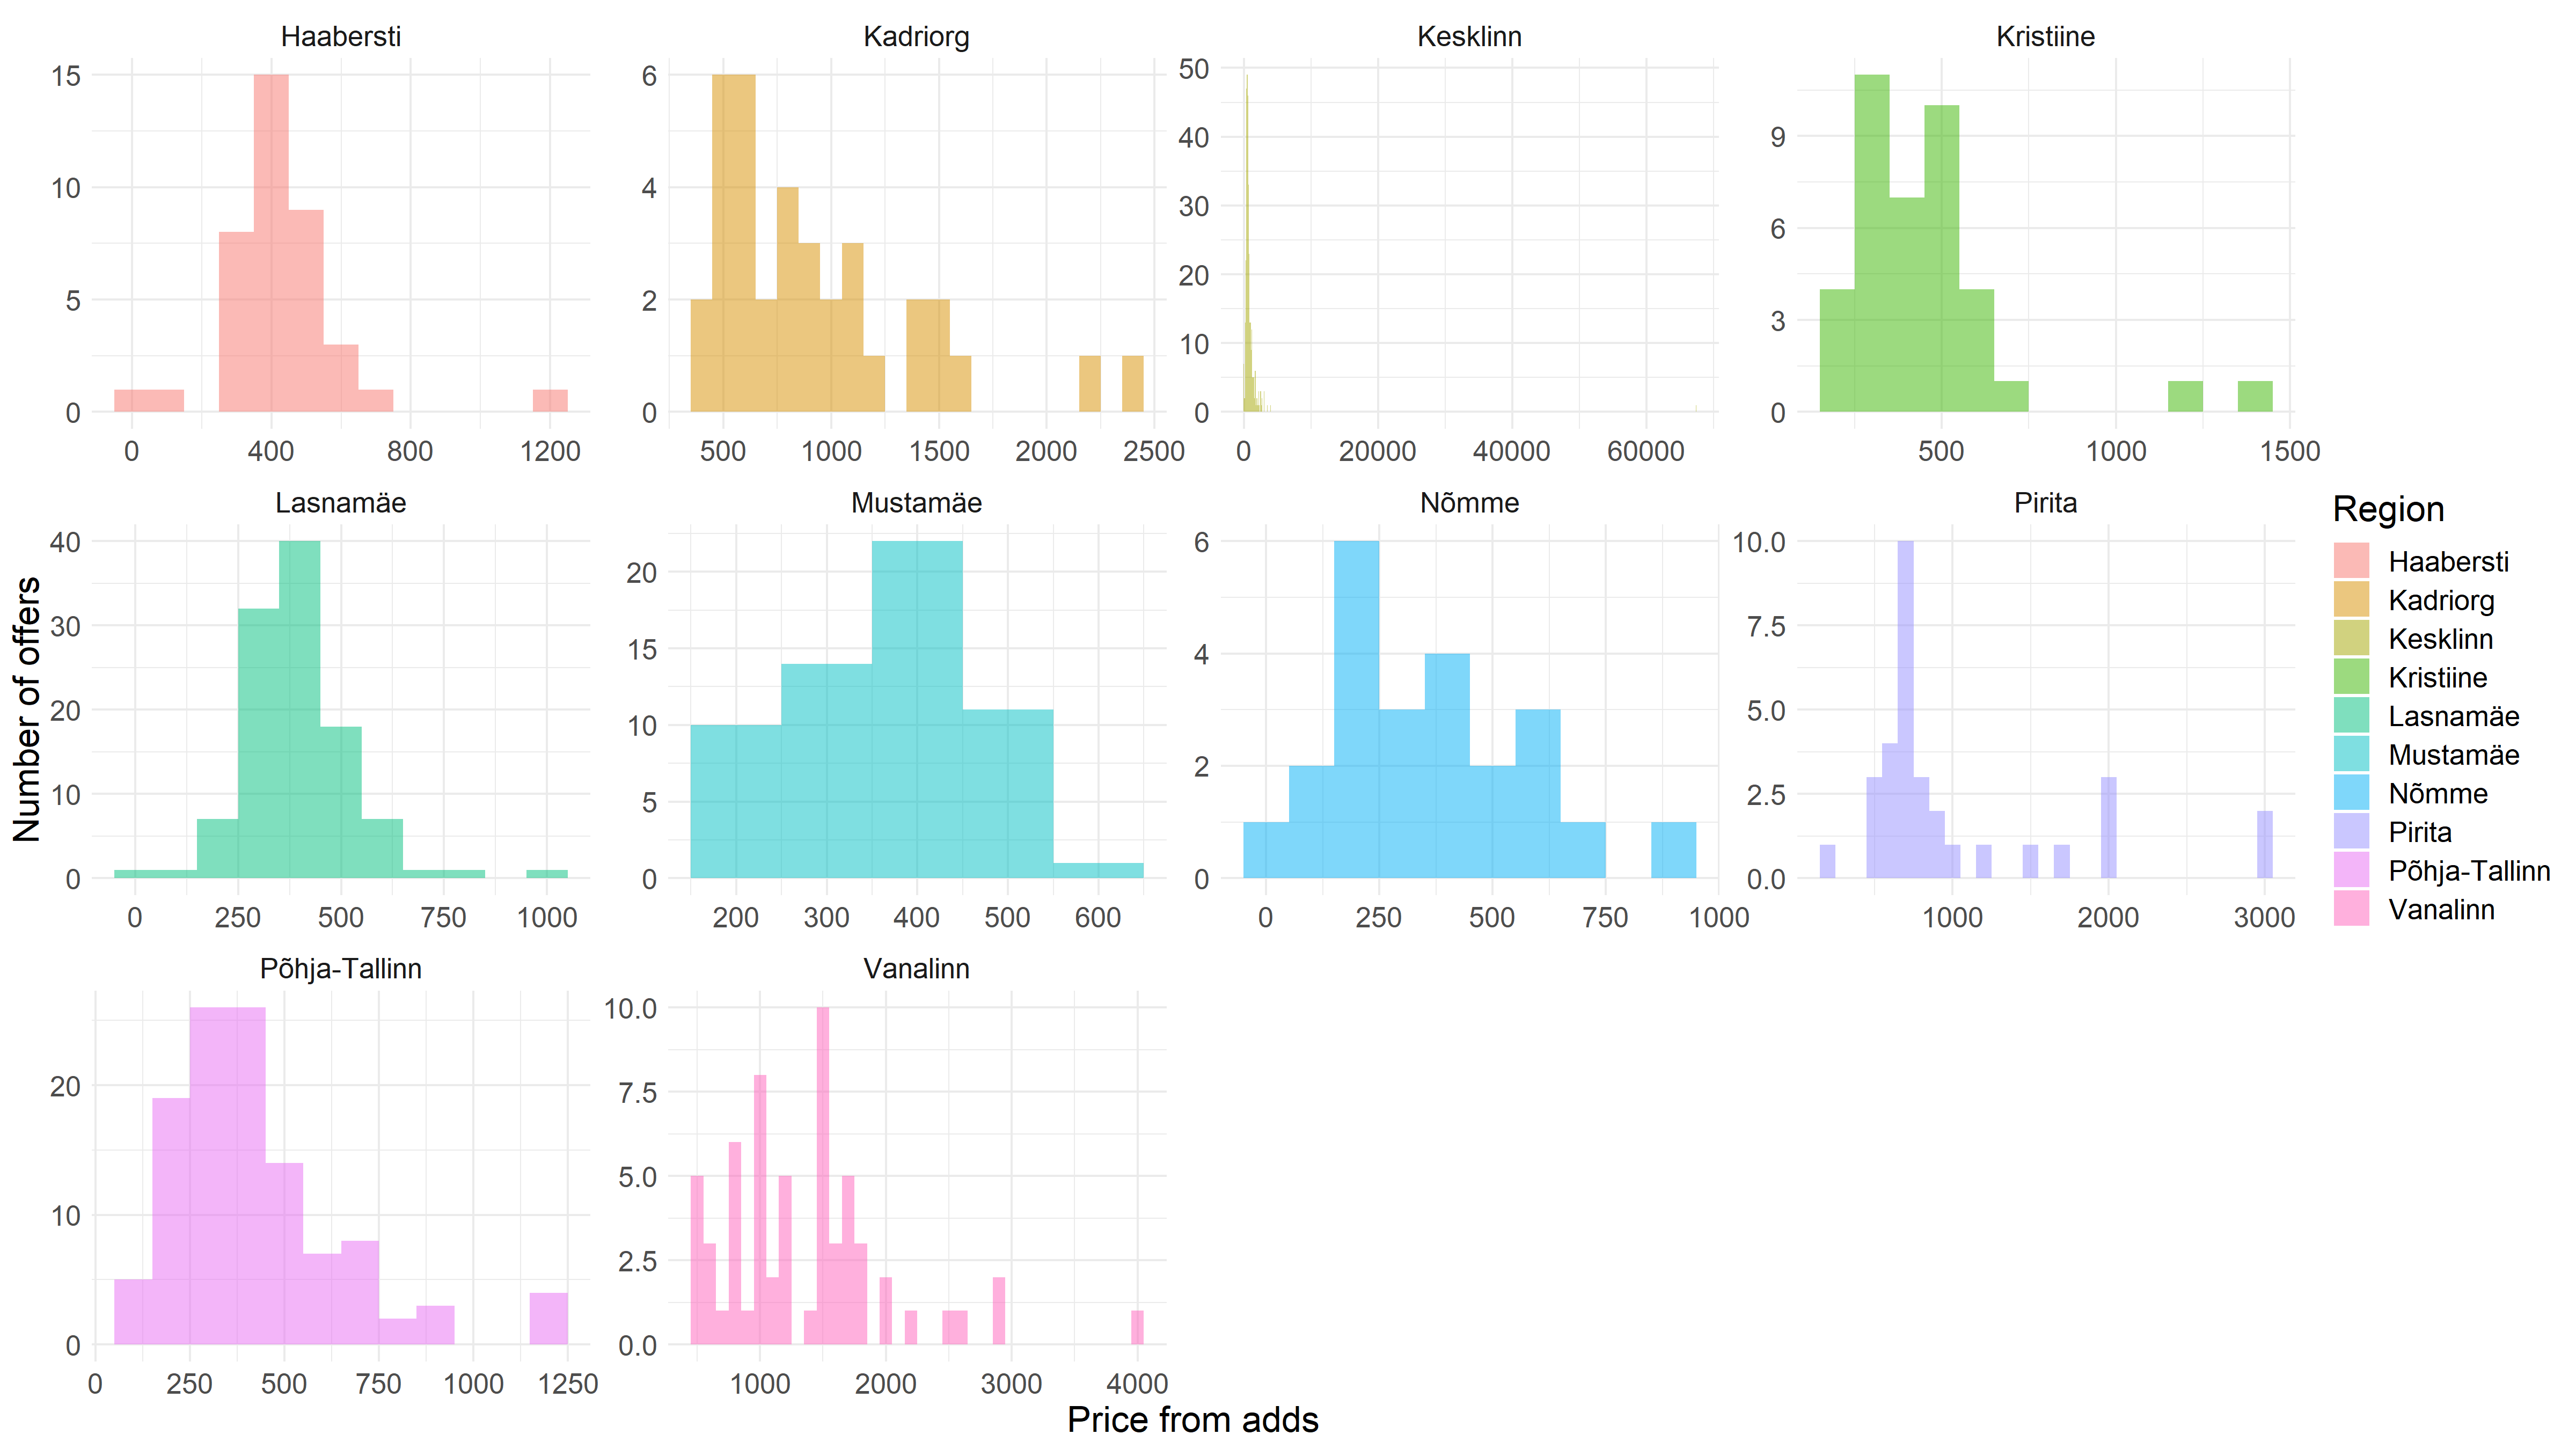 Haabersti
Kadriorg
Kesklinn
Kristiine
15
10
5
0
0 400 800 1200
6
4
2
0
500 1000 1500 2000 2500
50
40
30
20
10
0
0 20000 40000 60000
9
6
3
0
500 1000 1500
Lasnamäe
Mustamäe
Nõmme
Pirita
40
30
20
10
0
0 250 500 750 1000
20
15
10
5
0
200 300 400 500 600
6
4
2
0
0 250 500 750 1000
10.0
7.5
5.0
2.5
0.0
1000 2000 3000
Põhja-Tallinn
Vanalinn
20
10
0
0 250 500 750 1000 1250
10.0
7.5
5.0
2.5
0.0
1000 2000 3000 4000
Number of offers
Price from adds
Region
Haabersti
Kadriorg
Kesklinn
Kristiine
Lasnamäe
Mustamäe
Nõmme
Pirita
Põhja-Tallinn
Vanalinn